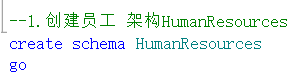 --1.创建员工 架构HumanResources
create schema HumanResources
go